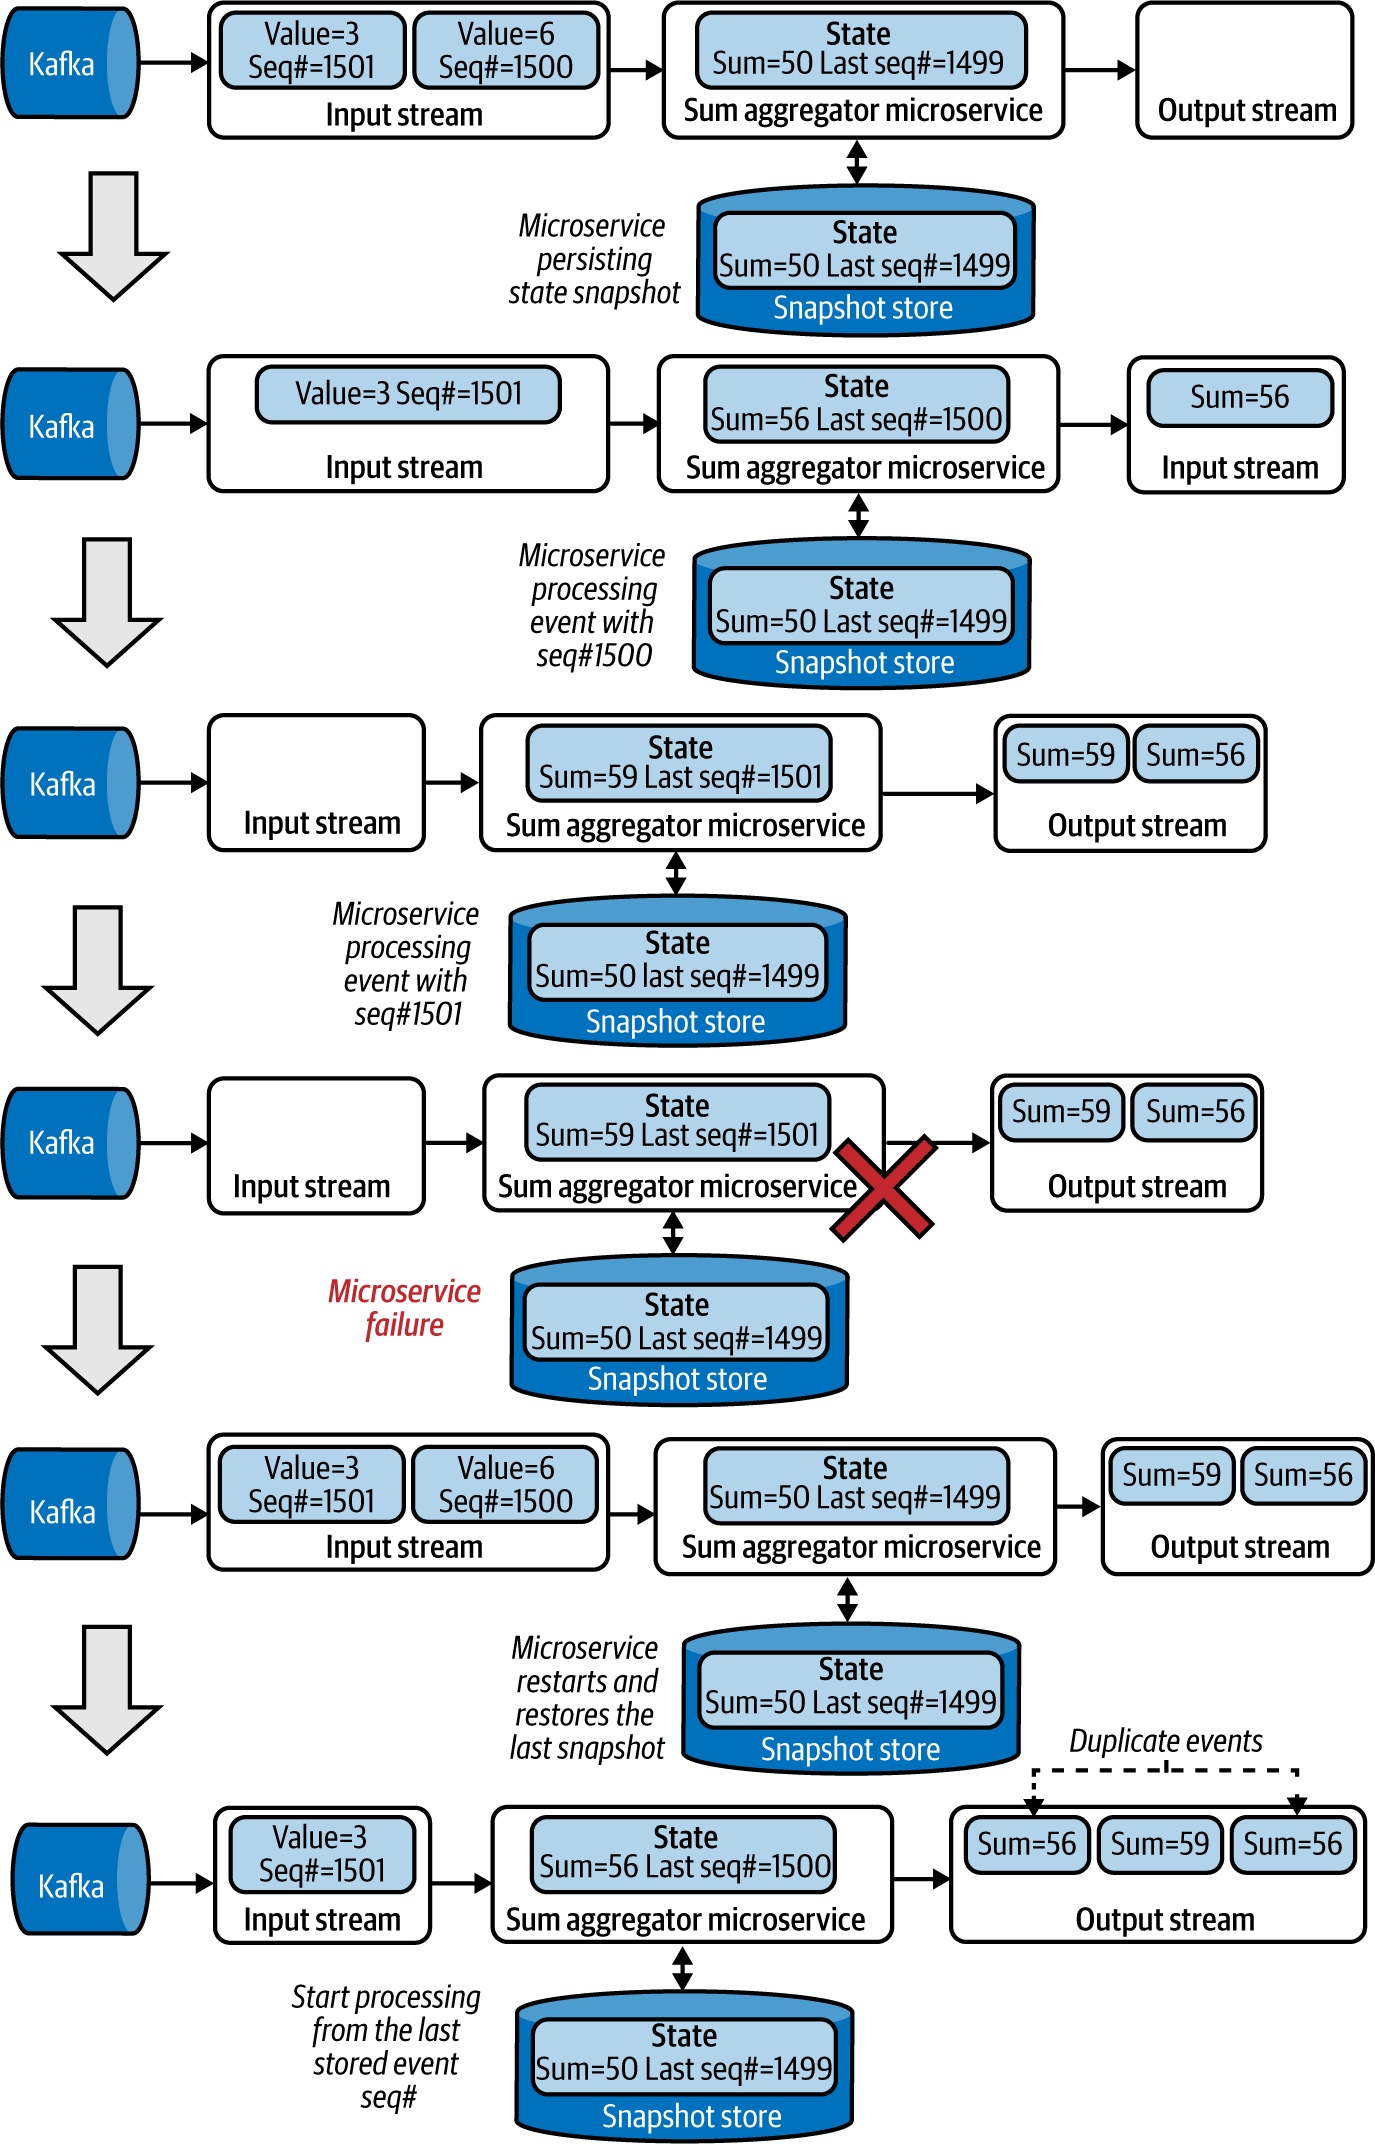 Kafka
Value=3
Seq#=1501
Value=6
Seq#=1500
Input stream
State
Sum=50 Last seq#=1499
Sum aggregator microservice
Output stream
Microservice
persisting
state snapshot
State
Sum=50 Last seq#=1499
Snapshot store
Kafka
Value=3 Seq#=1501
Input stream
State
Sum=56 Last seq#=1500
Sum aggregator microservice
Sum=56
Input stream
Microservice
processing
event with
seq#1500
State
Sum=50 Last seq#=1499
Snapshot store
Kafka
Input stream
State
Sum=59 Last seq#=1501
Sum aggregator microservice
Sum=59
Sum=56
Output stream
Microservice
processing
event with
seq#1501
State
Sum=50 last seq#=1499
Snapshot store
Kafka
Input stream
State
Sum=59 Last seq#=1501
Sum aggregator microservice
Sum=59
Sum=56
Output stream
Microservice
failure
State
Sum=50 Last seq#=1499
Snapshot store
Kafka
Value=3
Seq#=1501
Value=6
Seq#=1500
Input stream
State
Sum=50 Last seq#=1499
Sum aggregator microservice
Sum=59
Sum=56
Output stream
Microservice
restarts and
restores the
last snapshot
State
Sum=50 Last seq#=1499
Snapshot store
Duplicate events
Kafka
Value=3
Seq#=1501
Input stream
State
Sum=56 Last seq#=1500
Sum aggregator microservice
Sum=56
Sum=59
Sum=56
Output stream
Start processing
from the last
stored event
seq#
State
Sum=50 Last seq#=1499
Snapshot store